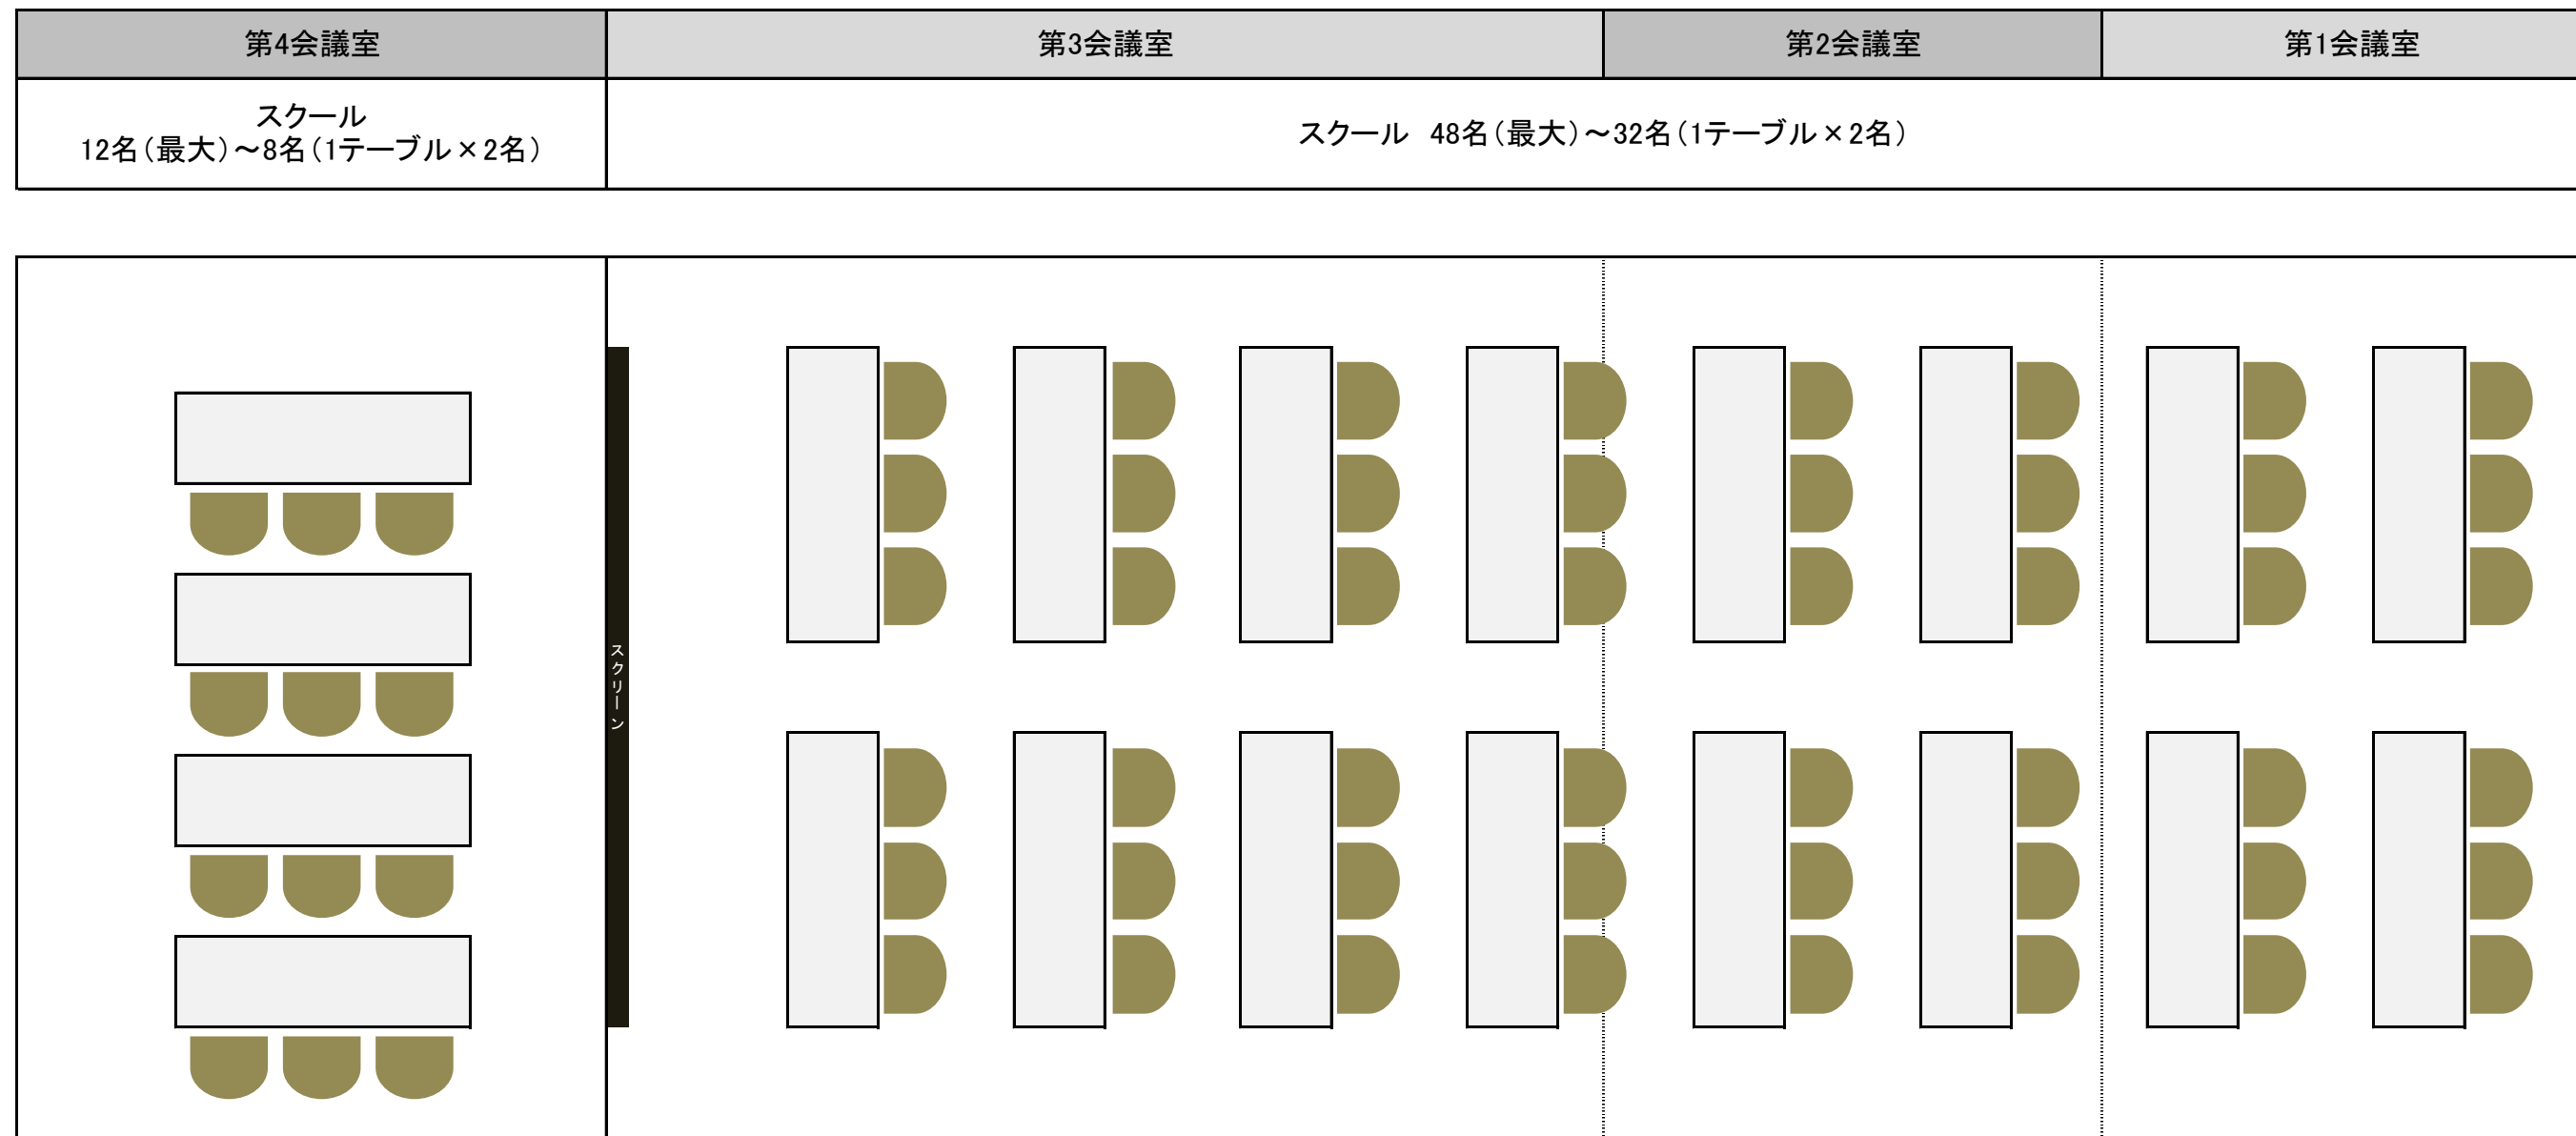 第4会議室
第3会議室
第2会議室
第1会議室
スクール
12名(最大)～8名(1テーブル×2名)
スクール　48名(最大)～32名(1テーブル×2名)
スクリーン